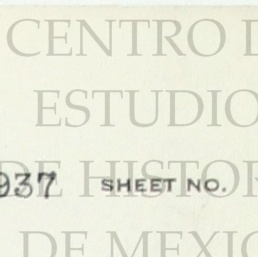 CENTRO D
ESTUDIO
DE HISTOR
937 SHEET NO.
DE MEXIC